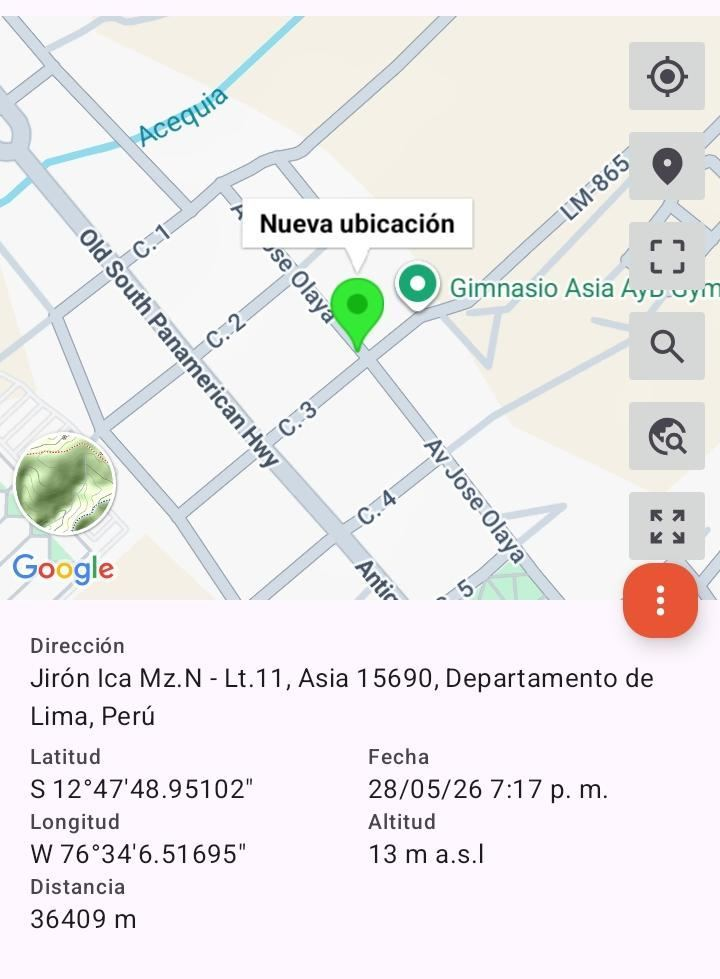 Acequia
LM-865
C. 1
Nueva ubicación
Jose Olaya
Gimnasio Asia AyB Gym
Old South Panamerican Hwy
C. 2
C. 3
Av Jose Olaya
C. 4
Google
Dirección
Jirón Ica Mz.N - Lt.11, Asia 15690, Departamento de
Lima, Perú
Latitud
S 12°47'48.95102"
Fecha
28/05/26 7:17 p. m.
Longitud
W 76°34'6.51695"
Altitud
13 m a.s.l
Distancia
36409 m